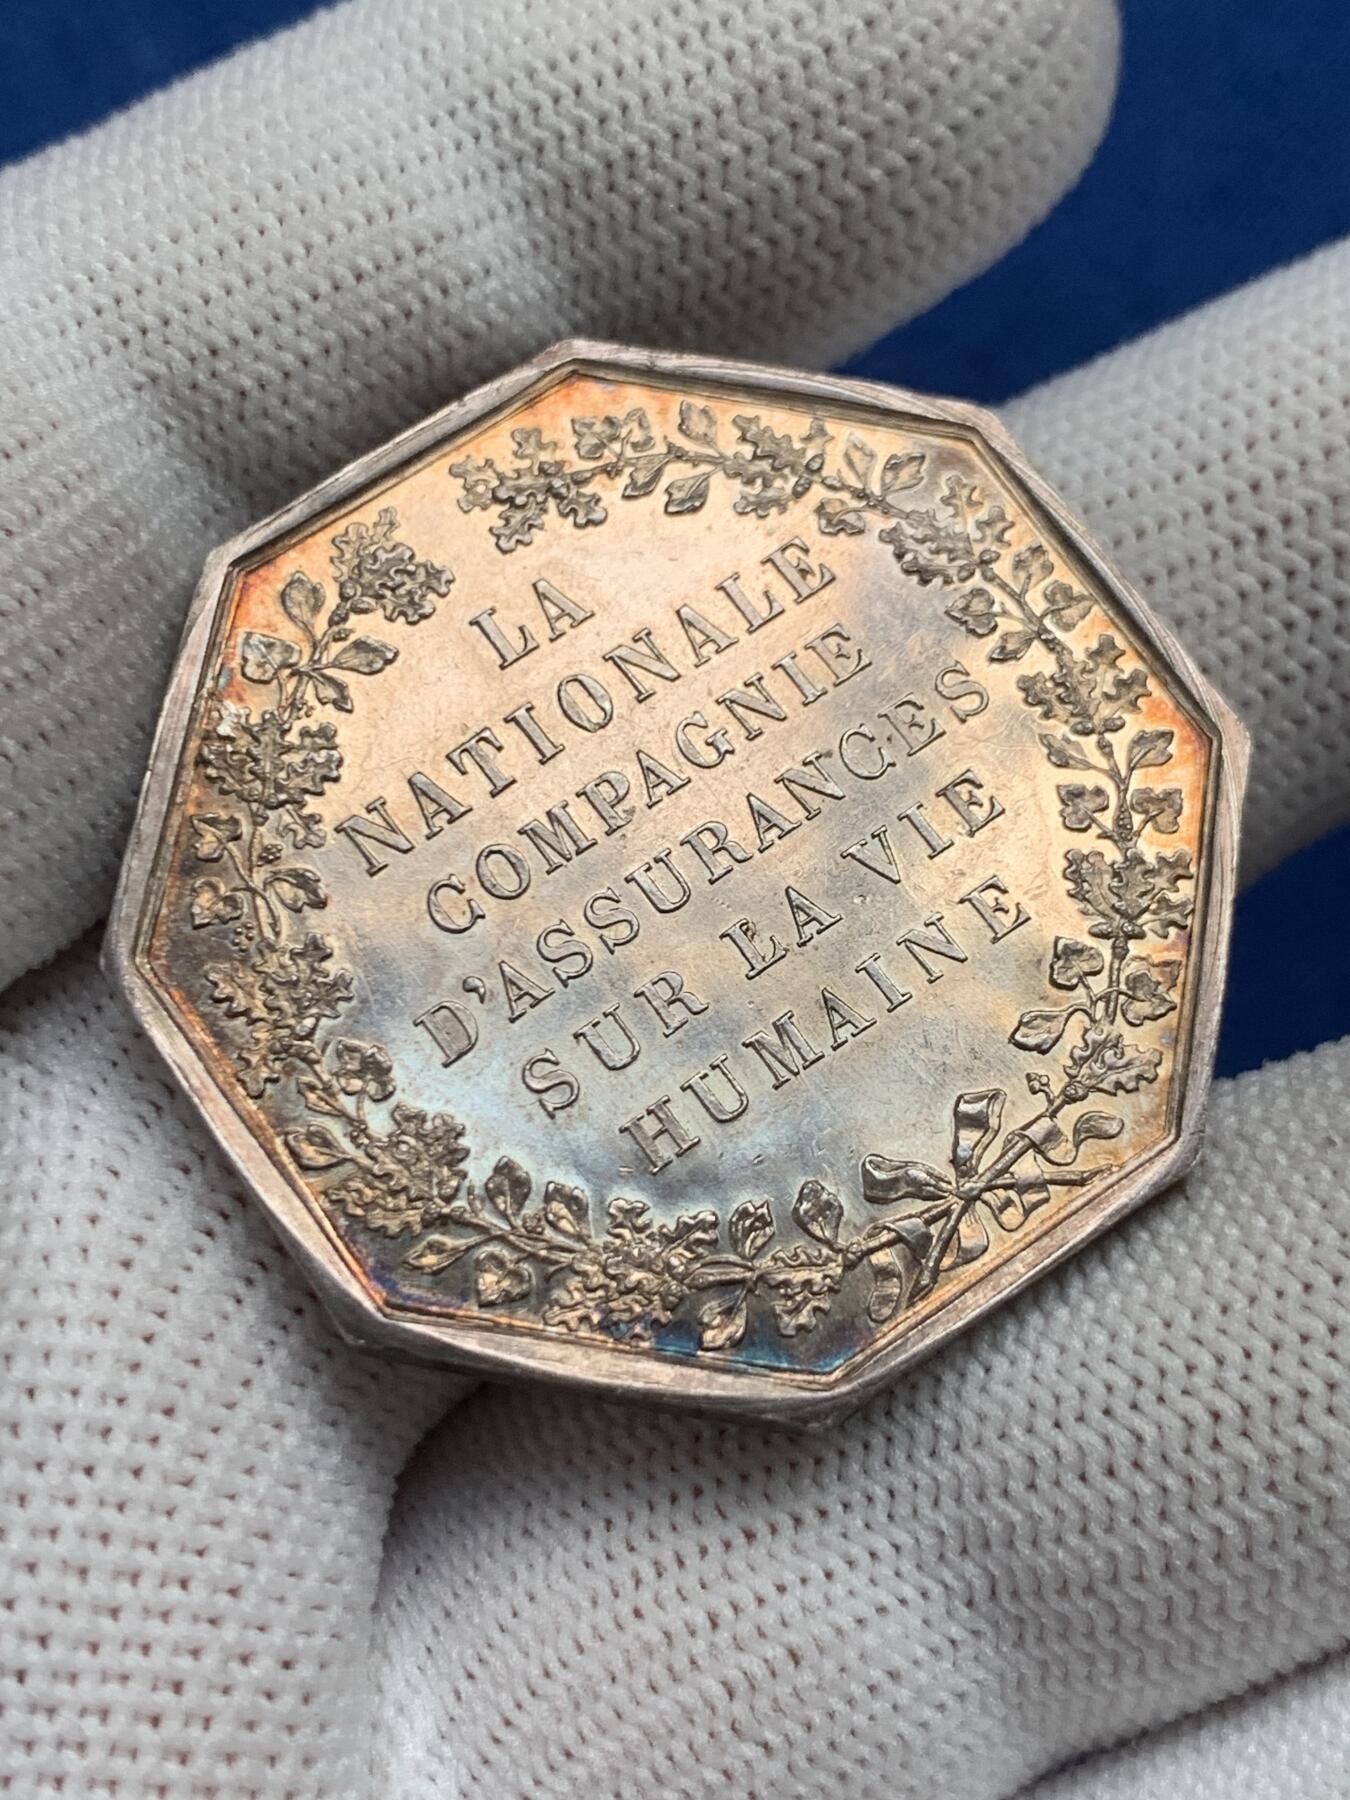 LA
NATIONALE
COMPAGNIE
D'ASSURANCES
SUR LA VIE
HUMAINE